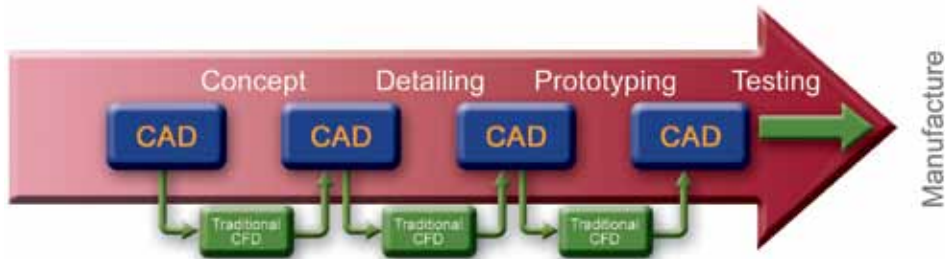 Concept Detailing Prototyping Testing
CAD CAD CAD CAD
Traditional CFD
Traditional CFD
Traditional CFD
Manufacture